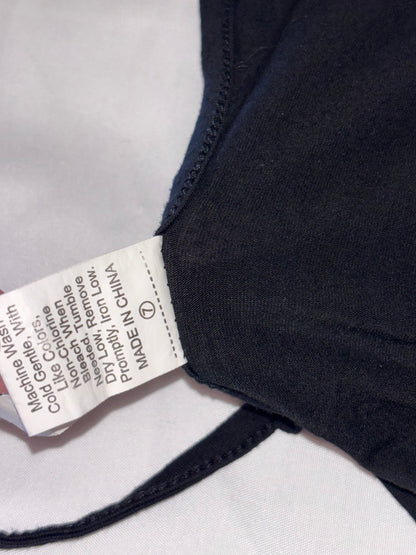 Machine Wash
Cold Gentle, With
Like Colors,
Non-Chlorine
Bleach When
Needed, Tumble
Dry Low, Remove
Promptly, Iron Low,
MADE IN CHINA
7